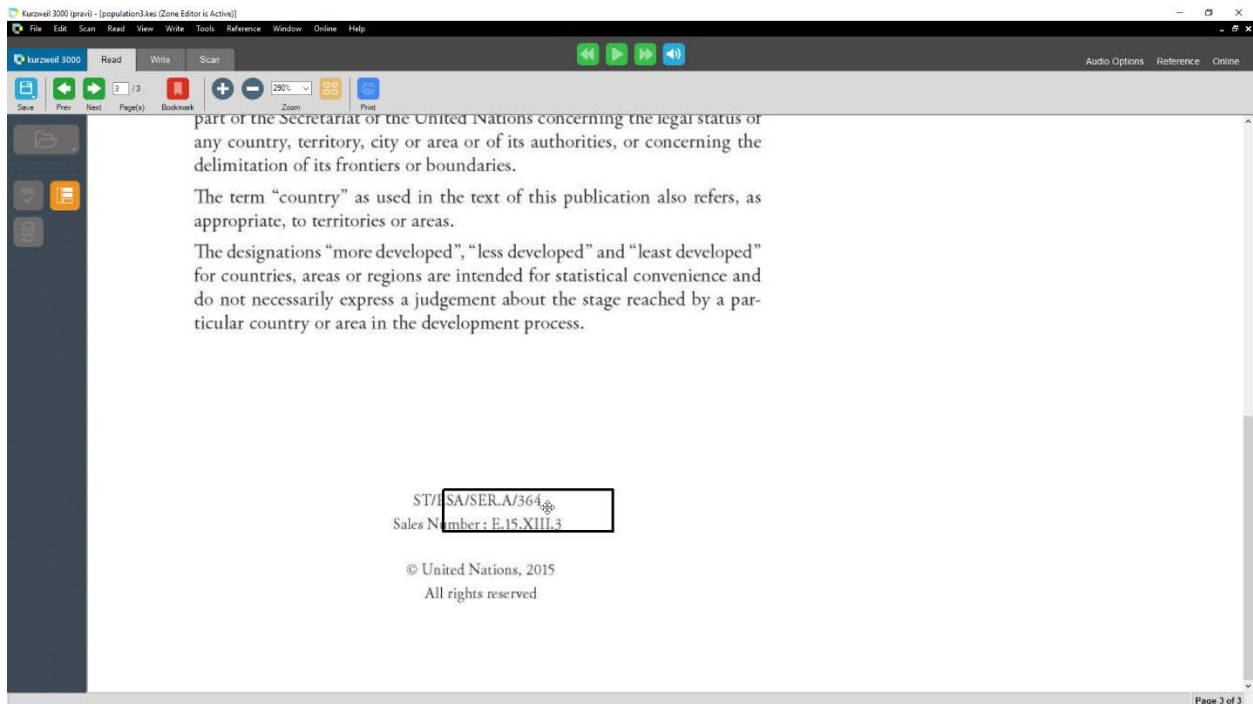 Kurzweil 3000 (pravi) - [population3.kes (Zone Editor is Active)]
File Edit Scan Read View Write Tools Reference Window Online Help
kurzweil 3000 Read Write Scan Audio Options Reference Online
3 /3 290%
Save Prev Next Page(s) Bookmark Zoom Print
part of the Secretariat of the United Nations concerning the legal status of
any country, territory, city or area or of its authorities, or concerning the
delimitation of its frontiers or boundaries.
The term “country” as used in the text of this publication also refers, as
appropriate, to territories or areas.
The designations “more developed”, “less developed” and “least developed”
for countries, areas or regions are intended for statistical convenience and
do not necessarily express a judgement about the stage reached by a par-
ticular country or area in the development process.
ST/ESA/SER.A/364
Sales Number : E.15.XIII.3
© United Nations, 2015
All rights reserved
Page 3 of 3